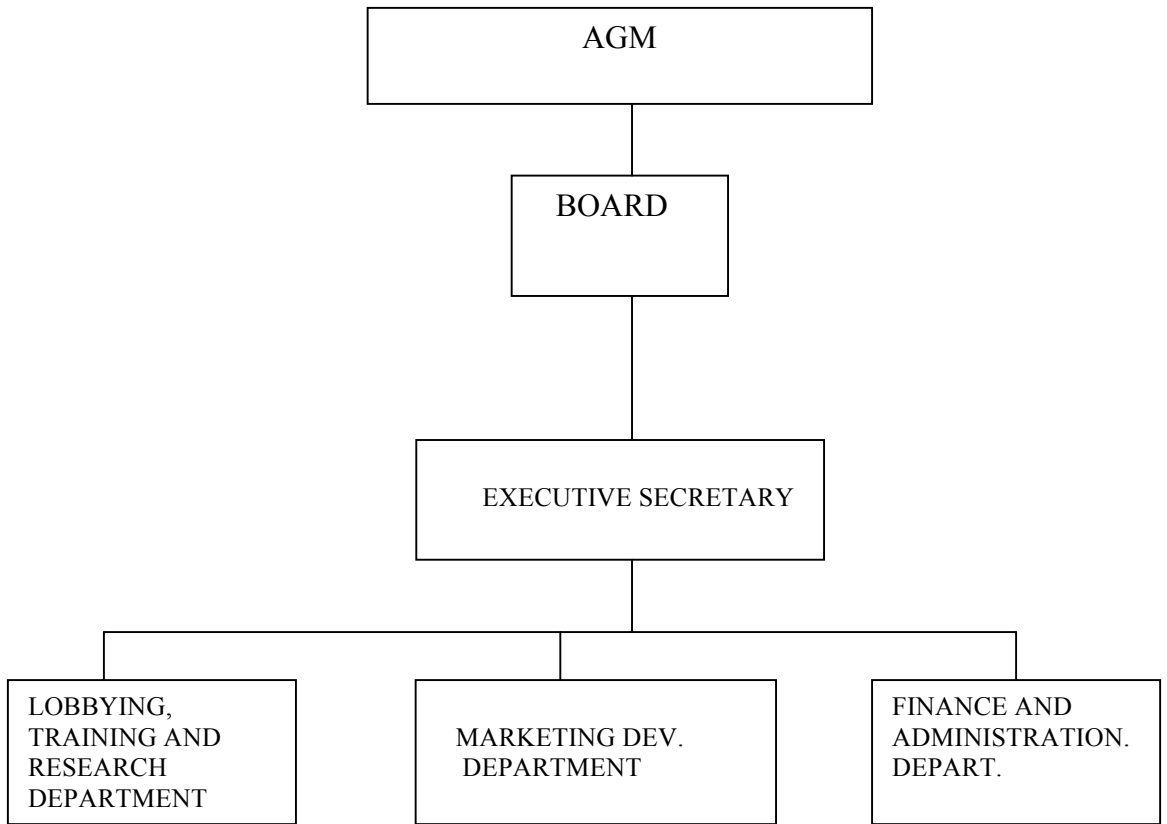 AGM
BOARD
EXECUTIVE SECRETARY
LOBBYING,
TRAINING AND
RESEARCH
DEPARTMENT
MARKETING DEV.
DEPARTMENT
FINANCE AND
ADMINISTRATION.
DEPART.